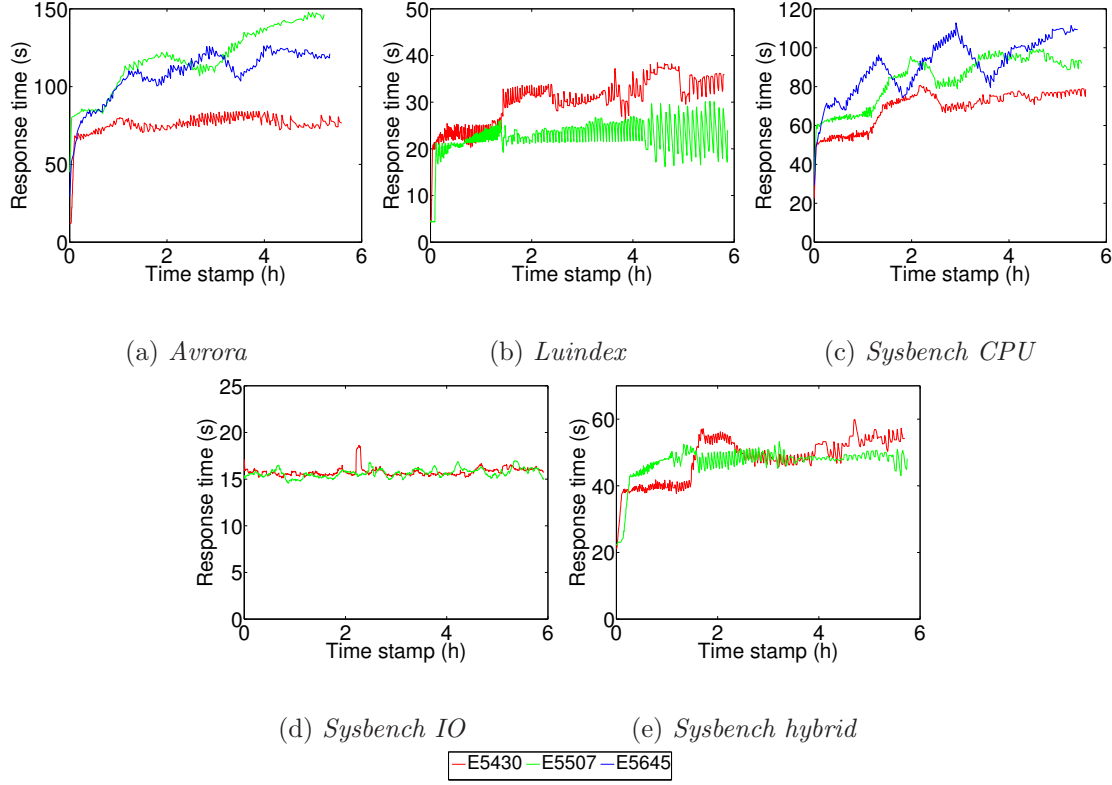 Response time (s)
150
100
50
0
0 2 4 6
Time stamp (h)
(a) Avrora
Response time (s)
50
40
30
20
10
0
0 2 4 6
Time stamp (h)
(b) Luindex
Response time (s)
120
100
80
60
40
20
0
0 2 4 6
Time stamp (h)
(c) Sysbench CPU
Response time (s)
25
20
15
10
5
0
0 2 4 6
Time stamp (h)
(d) Sysbench IO
Response time (s)
60
40
20
0
0 2 4 6
Time stamp (h)
(e) Sysbench hybrid
E5430 E5507 E5645